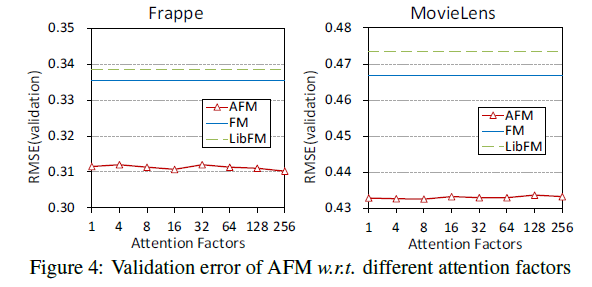 Frappe
0.35
0.34
0.33
0.32
0.31
0.30
RMSE(validation)
AFM
FM
LibFM
1 4 8 16 32 64 128 256
Attention Factors
MovieLens
0.48
0.47
0.46
0.45
0.44
0.43
RMSE(validation)
AFM
FM
LibFM
1 4 8 16 32 64 128 256
Attention Factors
Figure 4: Validation error of AFM w.r.t. different attention factors